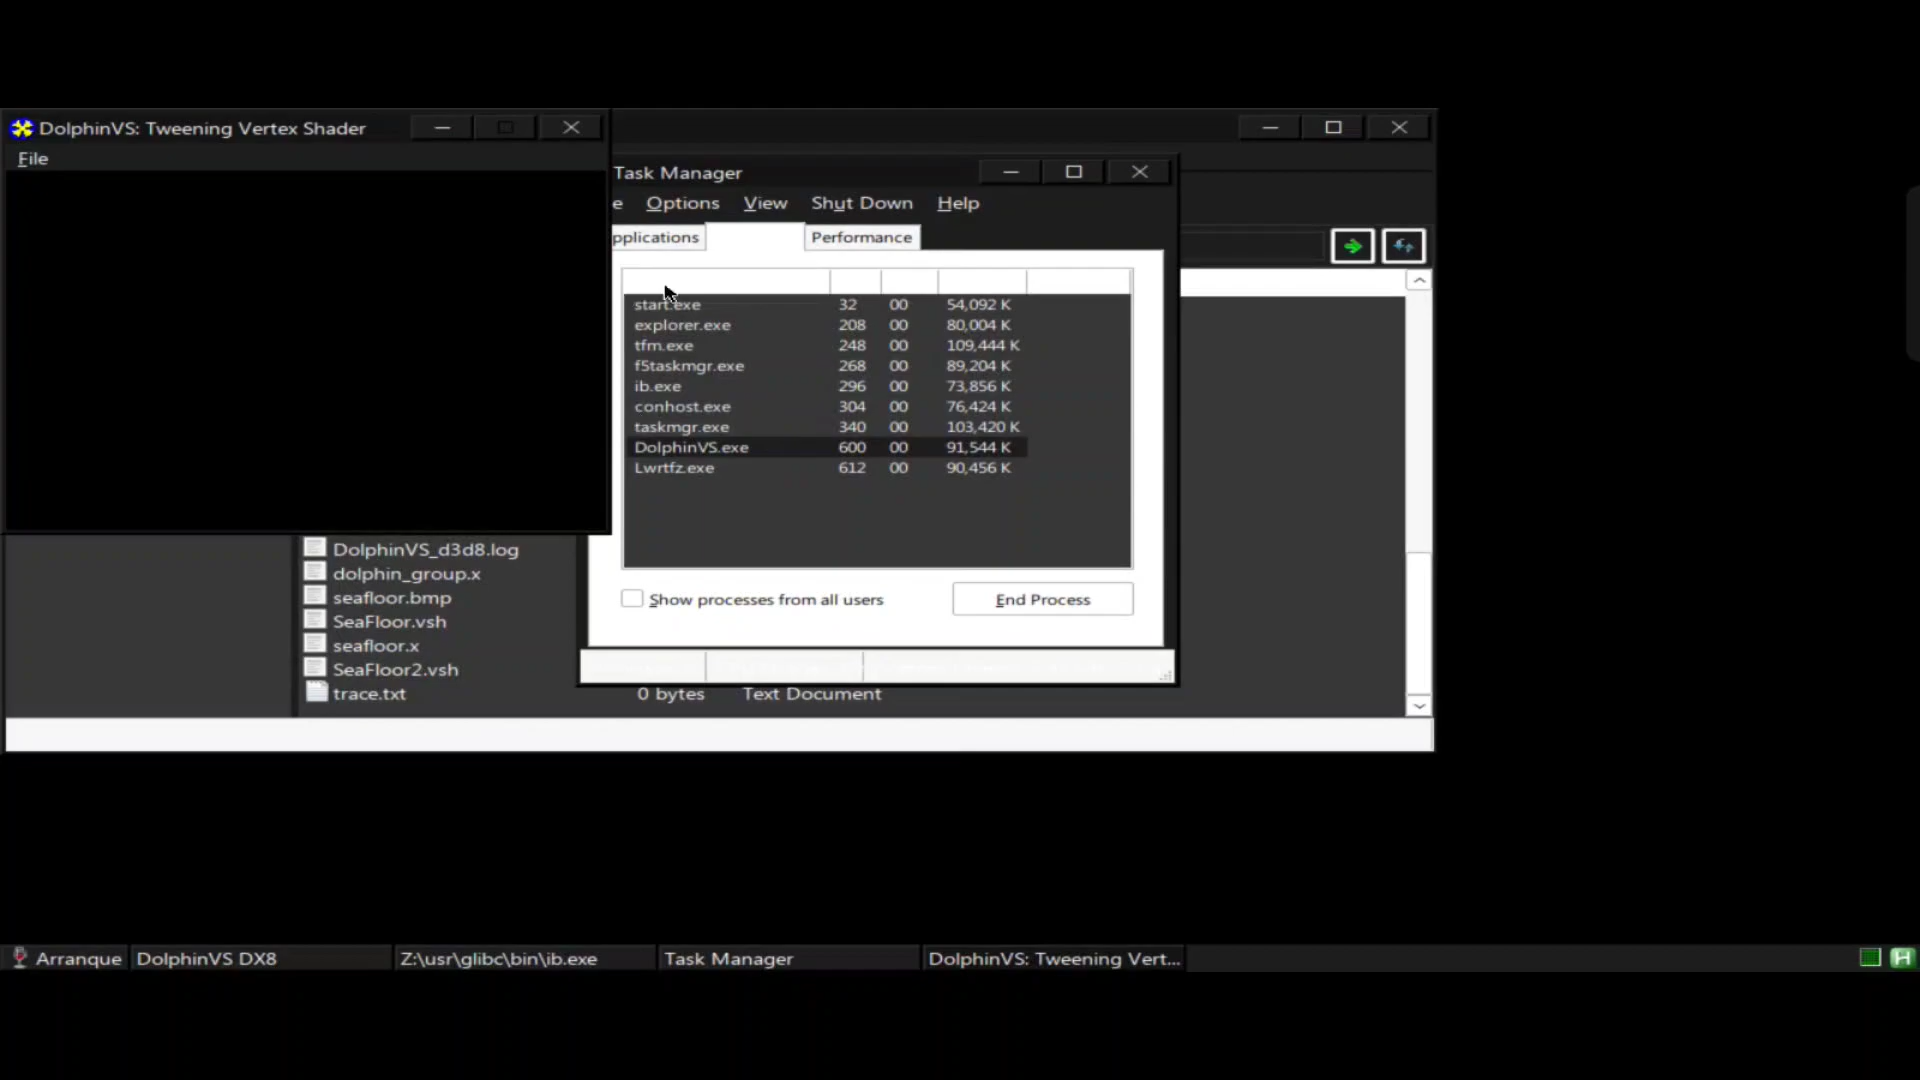 DolphinVS: Tweening Vertex Shader
File
Task Manager
e Options View Shut Down Help
pplications Performance
start.exe 32 00 54,092 K
explorer.exe 208 00 80,004 K
tfm.exe 248 00 109,444 K
f5taskmgr.exe 268 00 89,204 K
ib.exe 296 00 73,856 K
conhost.exe 304 00 76,424 K
taskmgr.exe 340 00 103,420 K
DolphinVS.exe 600 00 91,544 K
Lwrtfz.exe 612 00 90,456 K
Show processes from all users End Process
DolphinVS_d3d8.log
dolphin_group.x
seafloor.bmp
SeaFloor.vsh
seafloor.x
SeaFloor2.vsh
trace.txt 0 bytes Text Document
Arranque DolphinVS DX8 Z:\usr\glibc\bin\ib.exe Task Manager DolphinVS: Tweening Vert... H